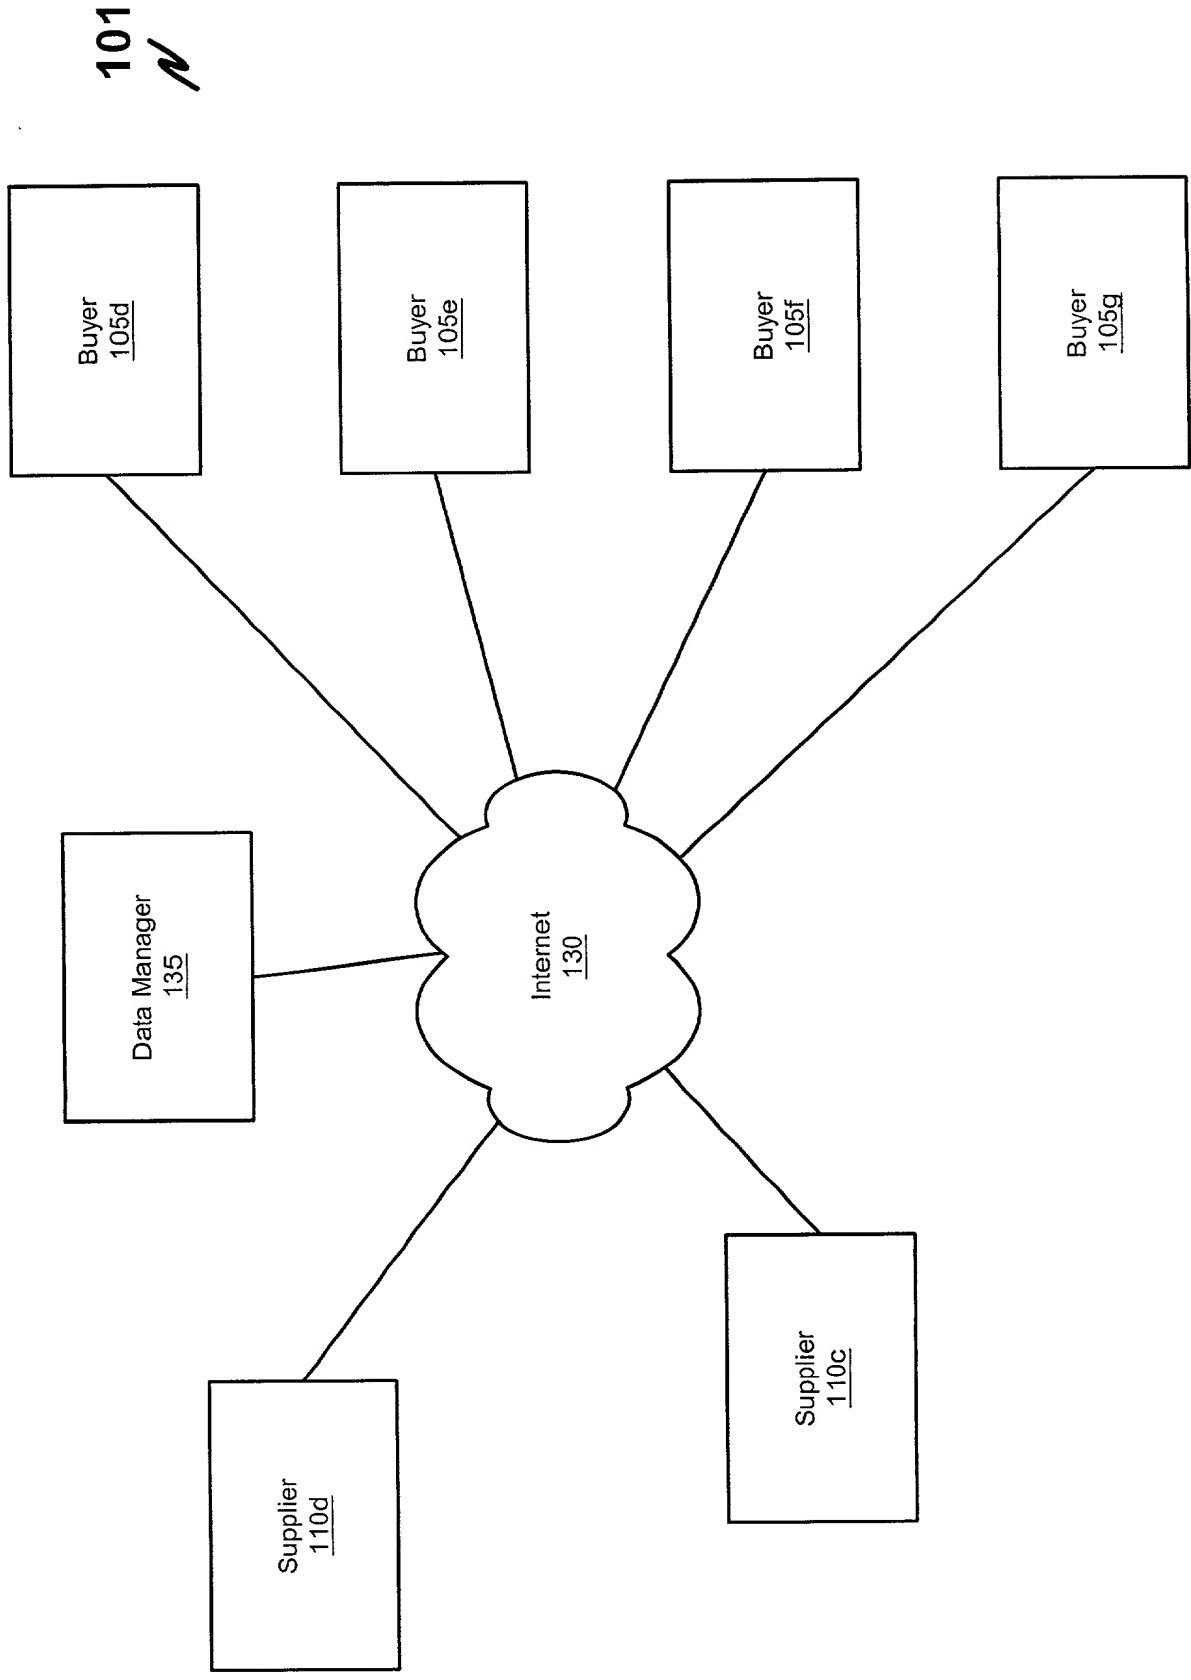 101
Buyer
105d
Buyer
105e
Buyer
105f
Buyer
105g
Data Manager
135
Internet
130
Supplier
110d
Supplier
110c